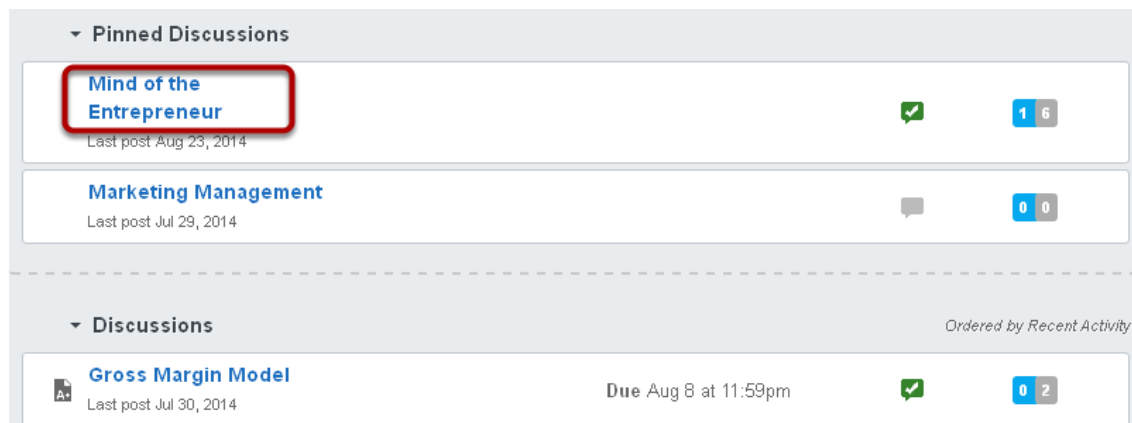 Pinned Discussions
Mind of the
Entrepreneur
Last post Aug 23, 2014
1 6
Marketing Management
Last post Jul 29, 2014
0 0
Discussions
Ordered by Recent Activity
A+
Gross Margin Model
Last post Jul 30, 2014
Due Aug 8 at 11:59pm
0 2